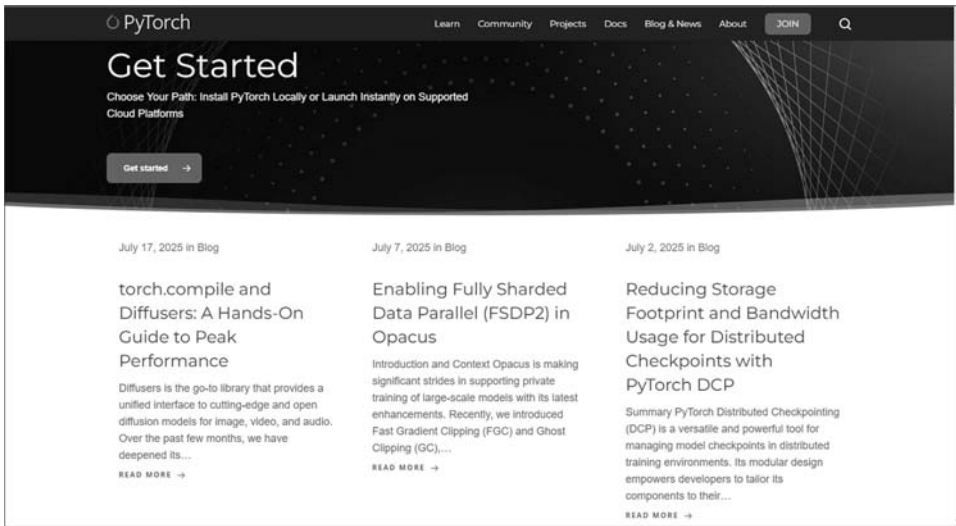 PyTorch
Learn Community Projects Docs Blog & News About JOIN
Get Started
Choose Your Path: Install PyTorch Locally or Launch Instantly on Supported
Cloud Platforms
Get started →
July 17, 2025 in Blog
torch.compile and
Diffusers: A Hands-On
Guide to Peak
Performance
Diffusers is the go-to library that provides a
unified interface to cutting-edge and open
diffusion models for image, video, and audio.
Over the past few months, we have
deepened its…
READ MORE →
July 7, 2025 in Blog
Enabling Fully Sharded
Data Parallel (FSDP2) in
Opacus
Introduction and Context Opacus is making
significant strides in supporting private
training of large-scale models with its latest
enhancements. Recently, we introduced
Fast Gradient Clipping (FGC) and Ghost
Clipping (GC),…
READ MORE →
July 2, 2025 in Blog
Reducing Storage
Footprint and Bandwidth
Usage for Distributed
Checkpoints with
PyTorch DCP
Summary PyTorch Distributed Checkpointing
(DCP) is a versatile and powerful tool for
managing model checkpoints in distributed
training environments. Its modular design
empowers developers to tailor its
components to their…
READ MORE →